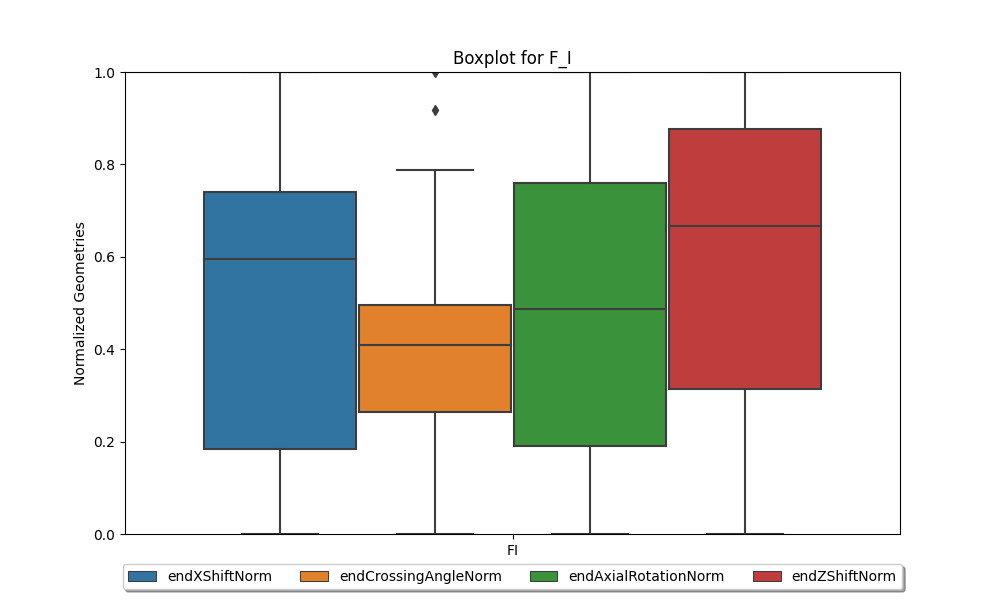 Boxplot for F_I
1.0
0.8
0.6
0.4
0.2
0.0
Normalized Geometries
FI
endXShiftNorm endCrossingAngleNorm endAxialRotationNorm endZShiftNorm